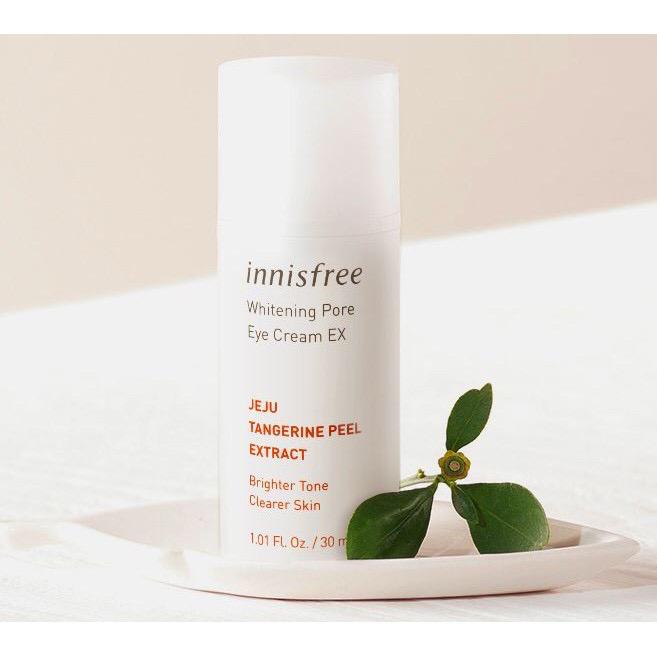 innisfree
Whitening Pore
Eye Cream EX
JEJU
TANGERINE PEEL
EXTRACT
Brighter Tone
Clearer Skin
1.01 Fl. Oz. / 30 m